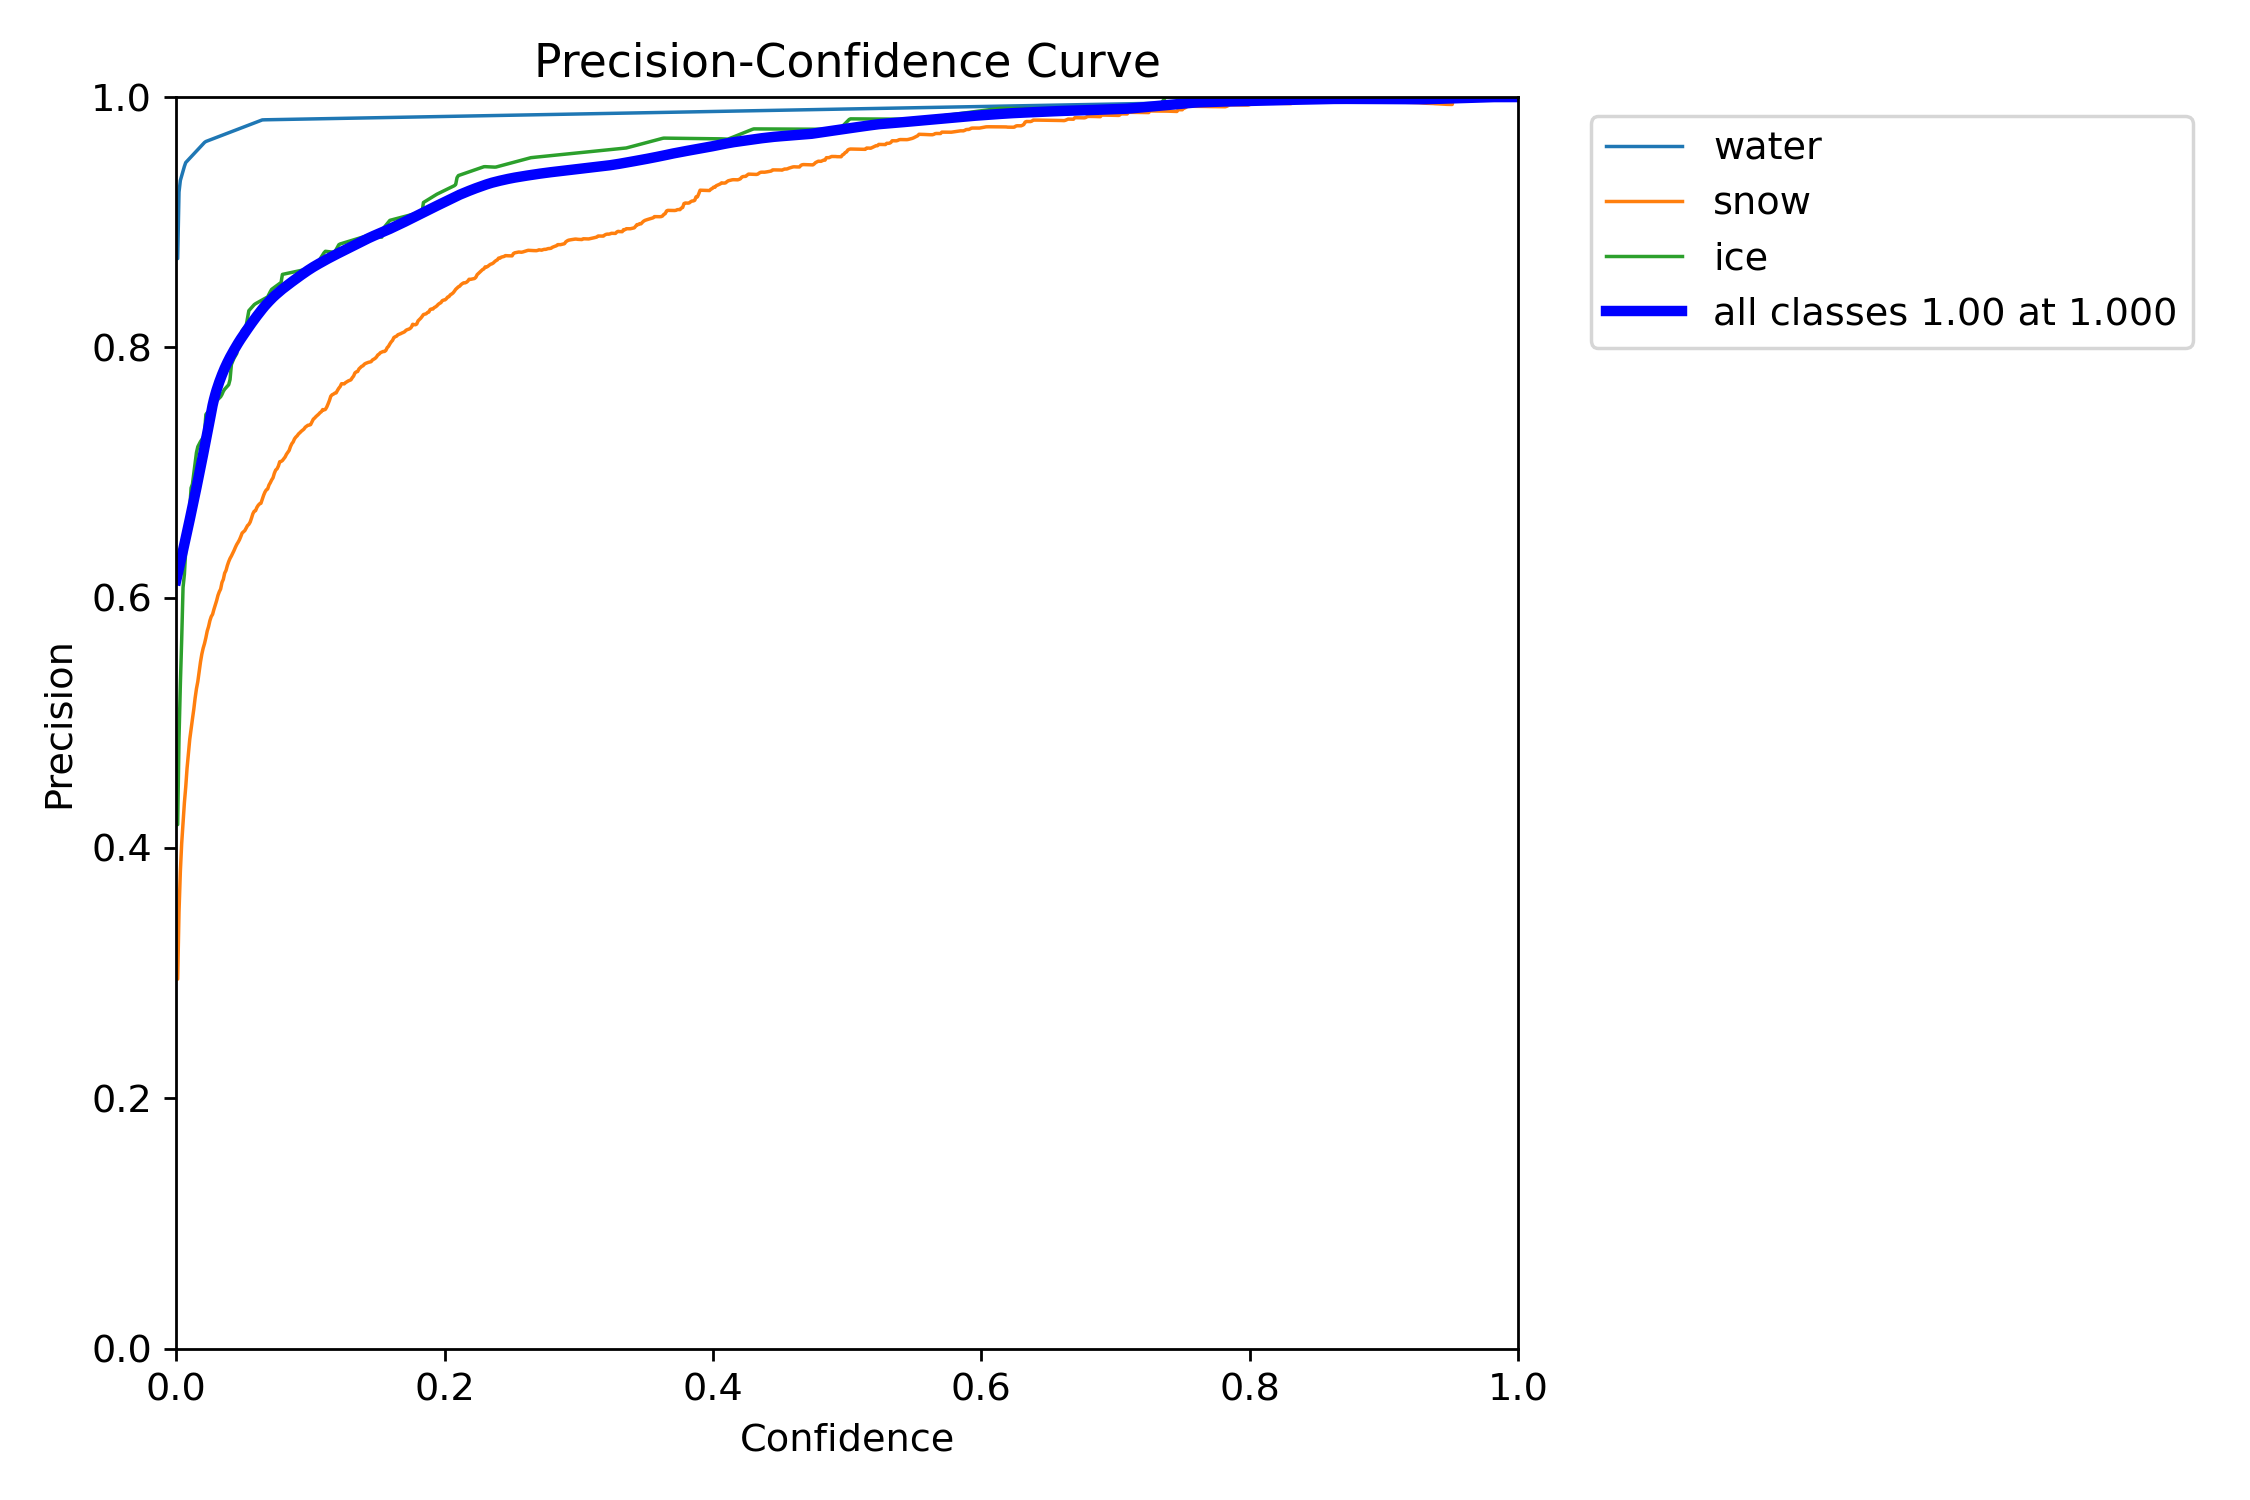 Precision-Confidence Curve
1.0
0.8
0.6
0.4
0.2
0.0
Precision
0.0 0.2 0.4 0.6 0.8 1.0
Confidence
water
snow
ice
all classes 1.00 at 1.000